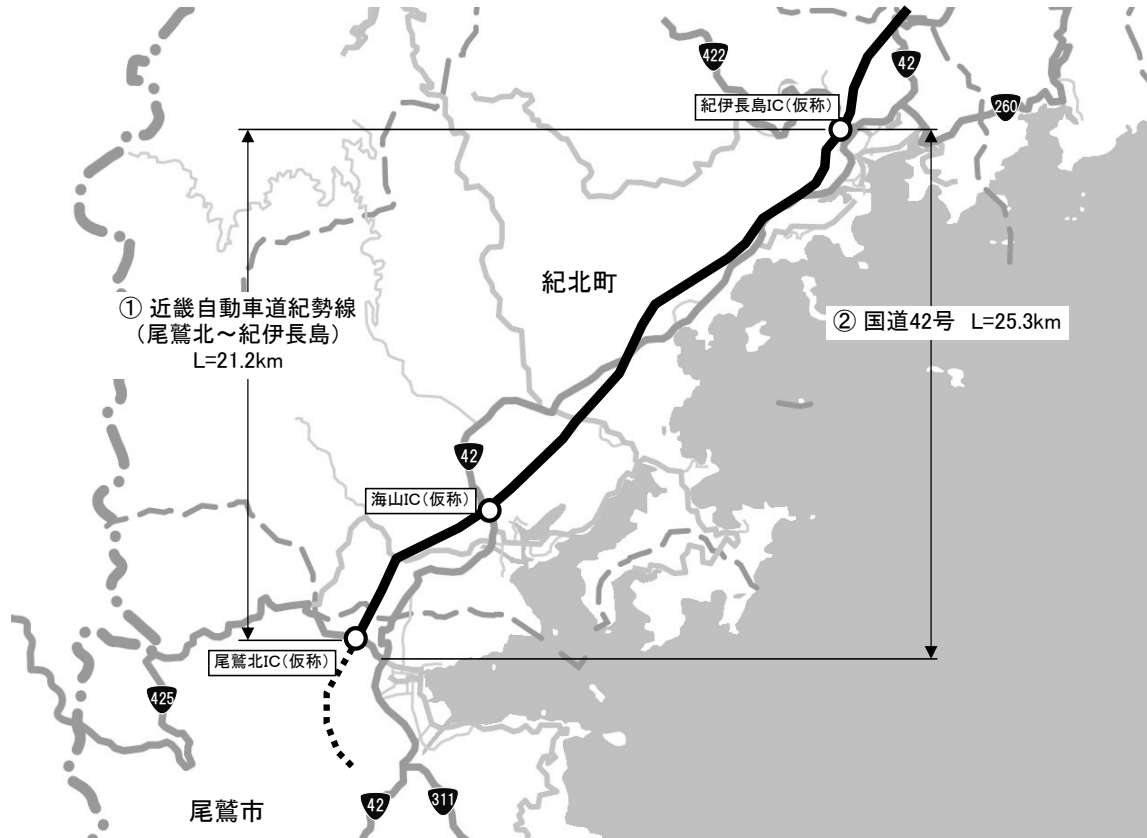 422
42
紀伊長島IC(仮称)
260
① 近畿自動車道紀勢線
(尾鷲北～紀伊長島)
L=21.2km
紀北町
② 国道42号 L=25.3km
42
海山IC(仮称)
尾鷲北IC(仮称)
425
尾鷲市
42
311